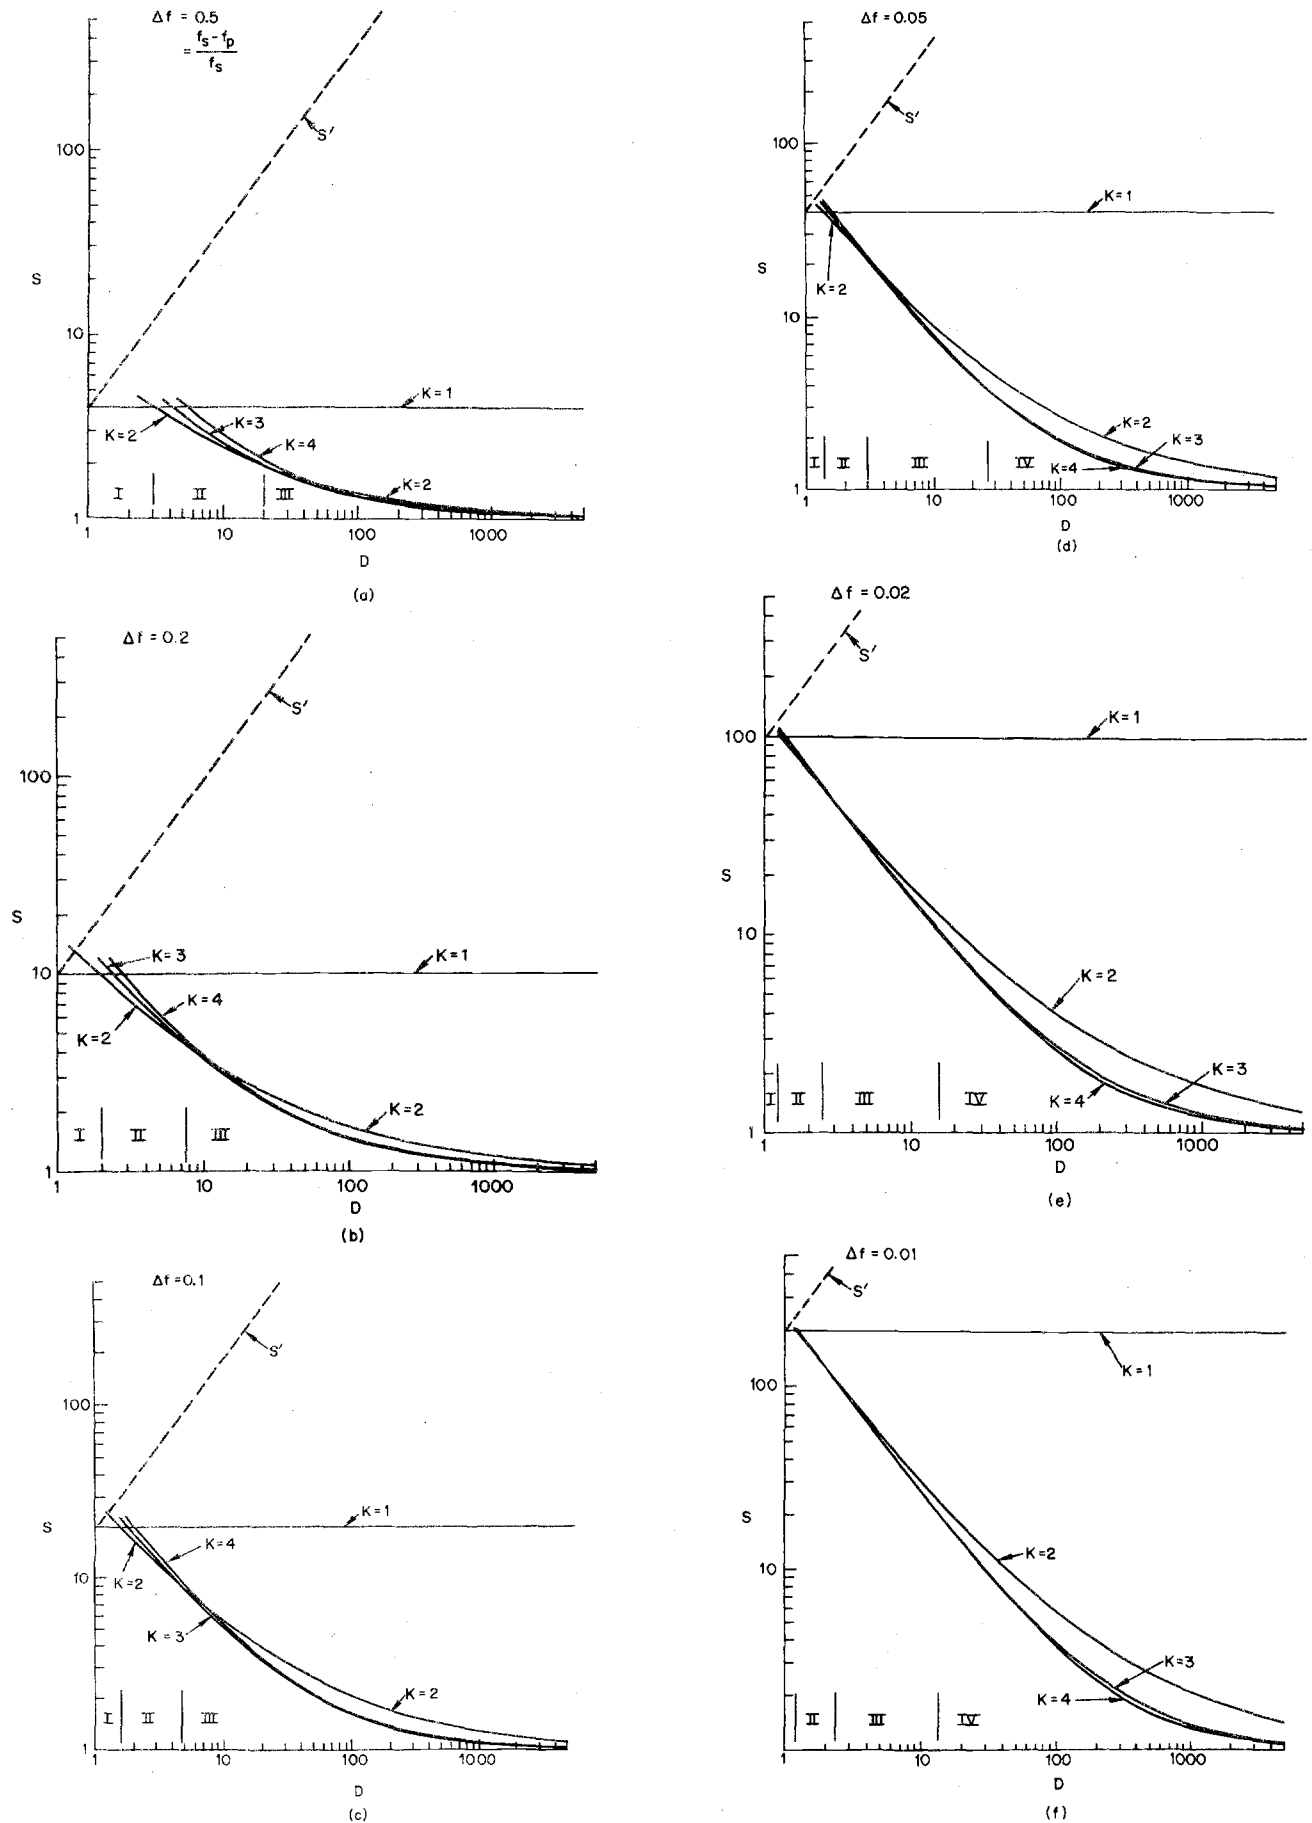 Δf = 0.5
= fs - fp
fs
S'
100
S
10
K=1
K=2
K=3
K=4
K=2
I
II
III
1
1
10
100
1000
D
(a)
Δf = 0.2
S'
100
S
10
K=3
K=1
K=4
K=2
K=2
I
II
III
1
1
10
100
1000
D
(b)
Δf =0.1
S'
100
S
K=1
K=4
10
K=2
K=3
K=2
I
II
III
1
1
10
100
1000
D
(c)
Δf = 0.05
S'
100
K=1
S
K=2
10
K=2
K=3
K=4
I
II
III
IV
1
1
10
100
1000
D
(d)
Δf = 0.02
S'
K=1
100
S
10
K=2
K=3
K=4
I
II
III
IV
1
1
10
100
1000
D
(e)
Δf = 0.01
S'
K=1
100
S
10
K=2
K=3
K=4
II
III
IV
1
10
100
1000
D
(f)